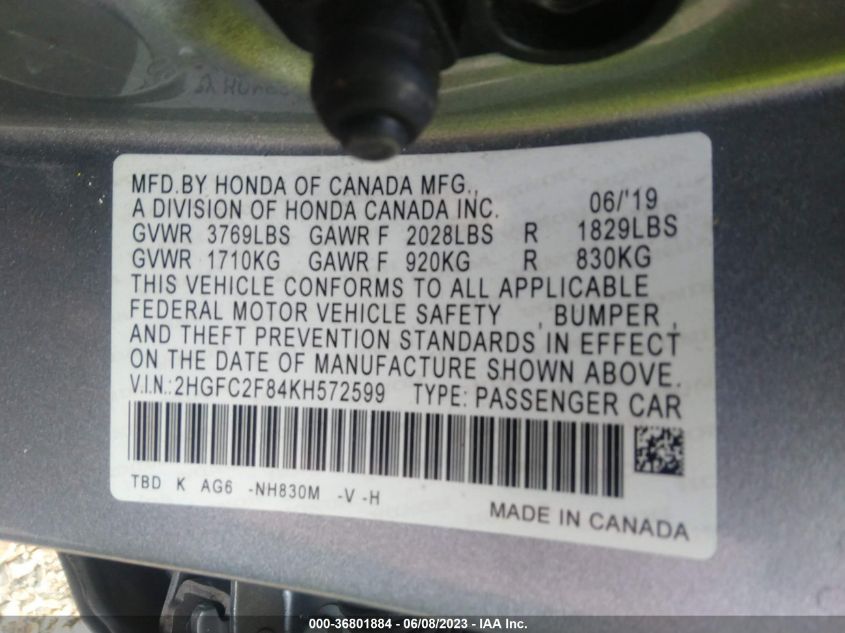 MFD.BY HONDA OF CANADA MFG.,
A DIVISION OF HONDA CANADA INC. 06/'19
GVWR 3769LBS GAWR F 2028LBS R 1829LBS
GVWR 1710KG GAWR F 920KG R 830KG
THIS VEHICLE CONFORMS TO ALL APPLICABLE
FEDERAL MOTOR VEHICLE SAFETY , BUMPER ,
AND THEFT PREVENTION STANDARDS IN EFFECT
ON THE DATE OF MANUFACTURE SHOWN ABOVE.
V.I.N.:2HGFC2F84KH572599 TYPE: PASSENGER CAR
TBD K AG6 -NH830M -V -H
MADE IN CANADA
000-36801884 - 06/08/2023 - IAA Inc.